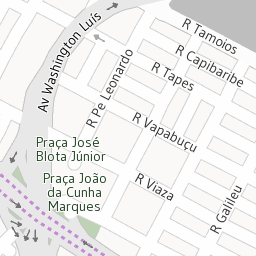 R Tamoios
Av Washington Luís
R Capibaribe
R Pe Leonardo
R Tapes
R Vapabuçu
Praça José
Blota Júnior
Praça João
da Cunha
Marques
R Viaza
R Galileu